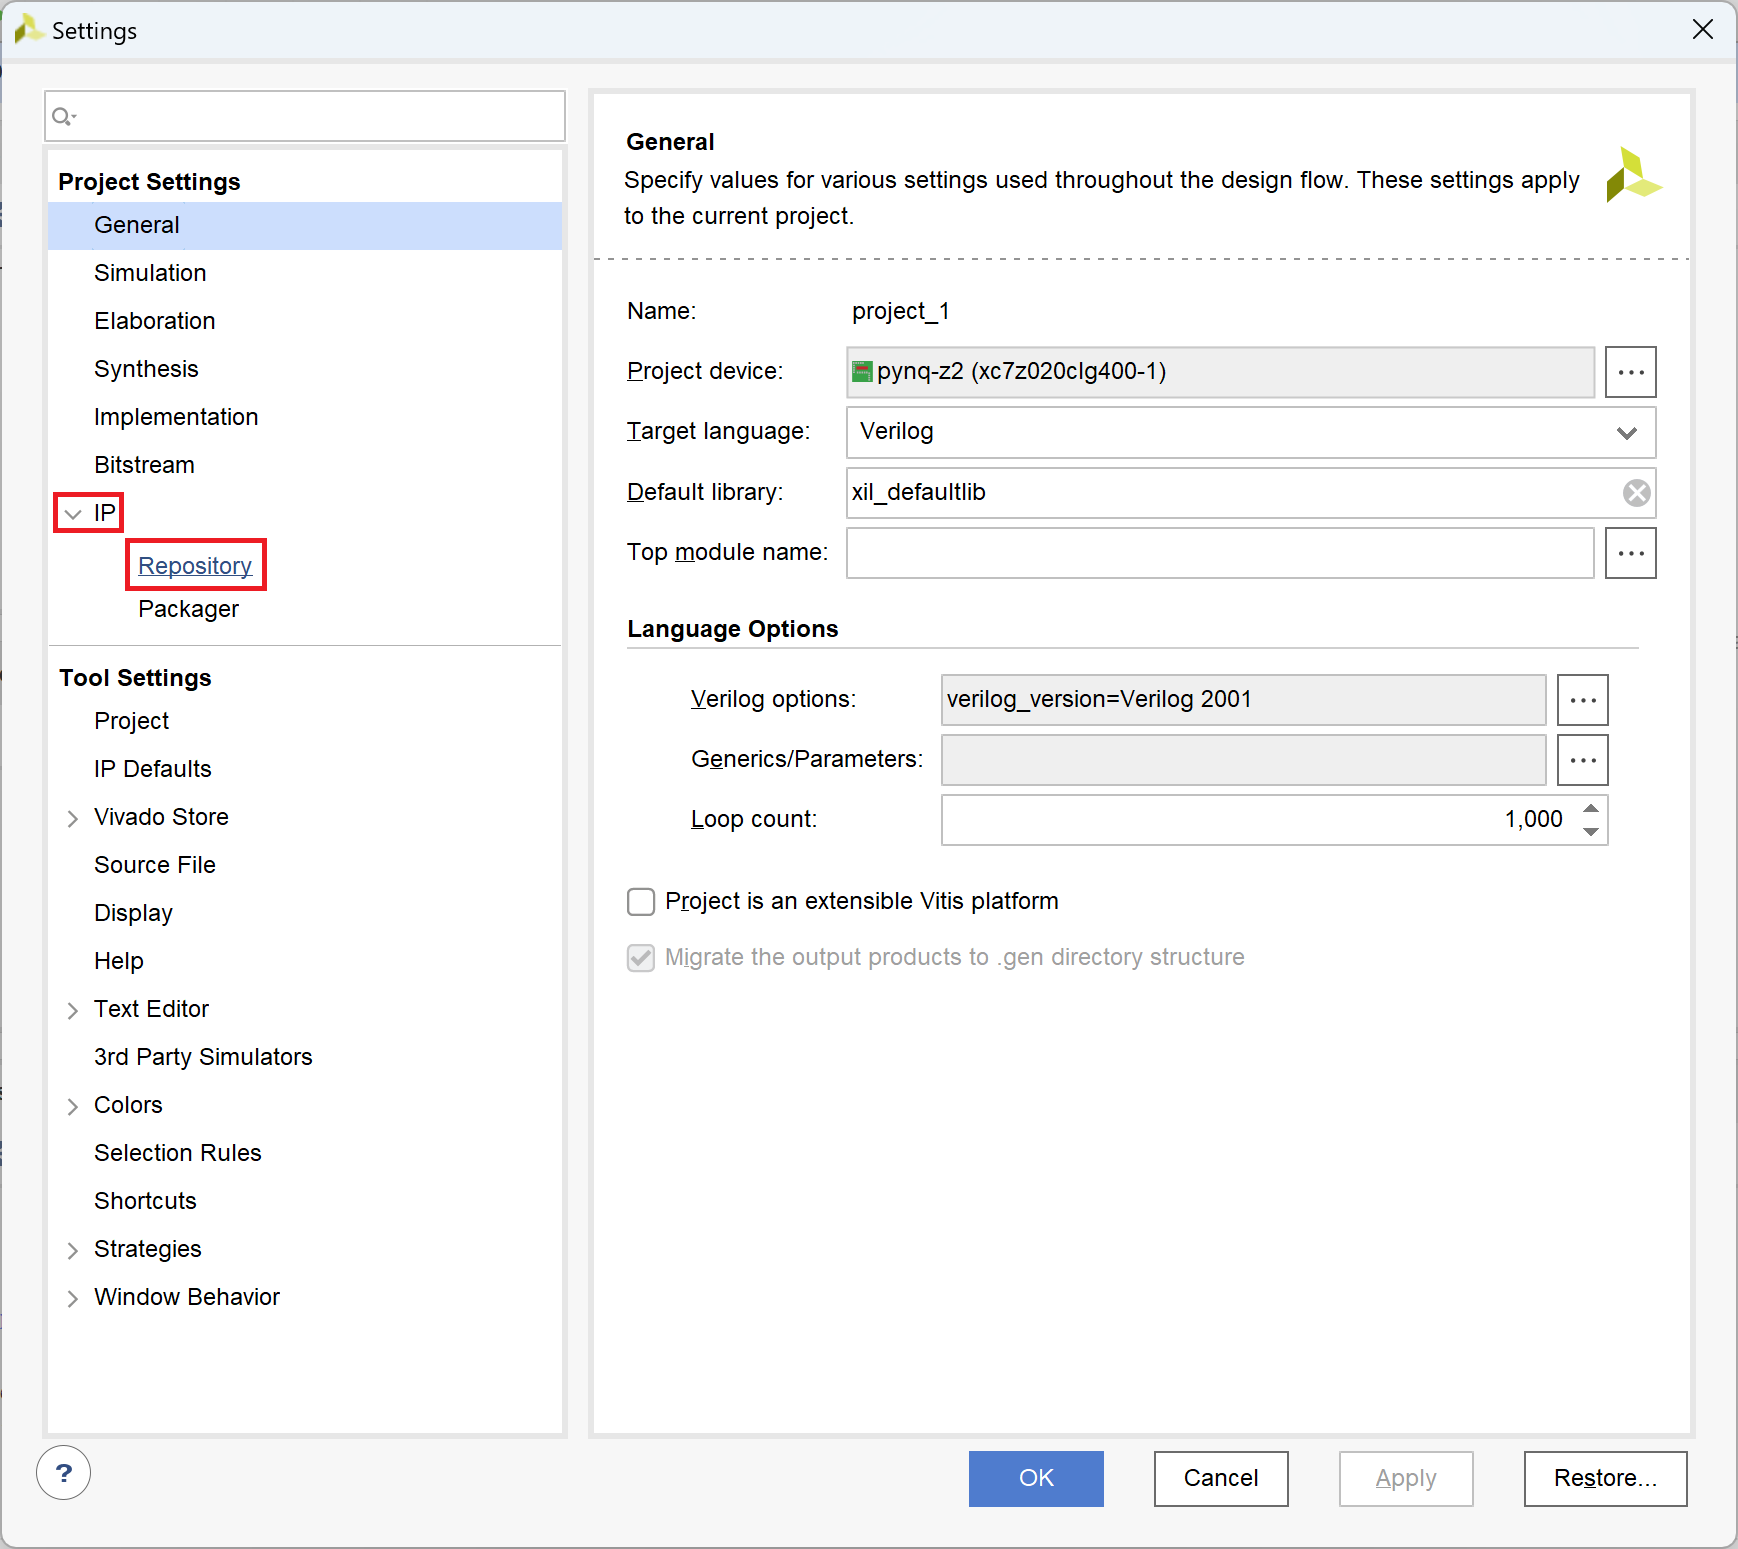 Settings
Project Settings
General
Simulation
Elaboration
Synthesis
Implementation
Bitstream
IP
Repository
Packager
Tool Settings
Project
IP Defaults
Vivado Store
Source File
Display
Help
Text Editor
3rd Party Simulators
Colors
Selection Rules
Shortcuts
Strategies
Window Behavior
General
Specify values for various settings used throughout the design flow. These settings apply
to the current project.
Name: project_1
Project device: pynq-z2 (xc7z020clg400-1) ...
Target language: Verilog
Default library: xil_defaultlib
Top module name: ...
Language Options
Verilog options: verilog_version=Verilog 2001 ...
Generics/Parameters: ...
Loop count: 1,000
Project is an extensible Vitis platform
Migrate the output products to .gen directory structure
? OK Cancel Apply Restore...